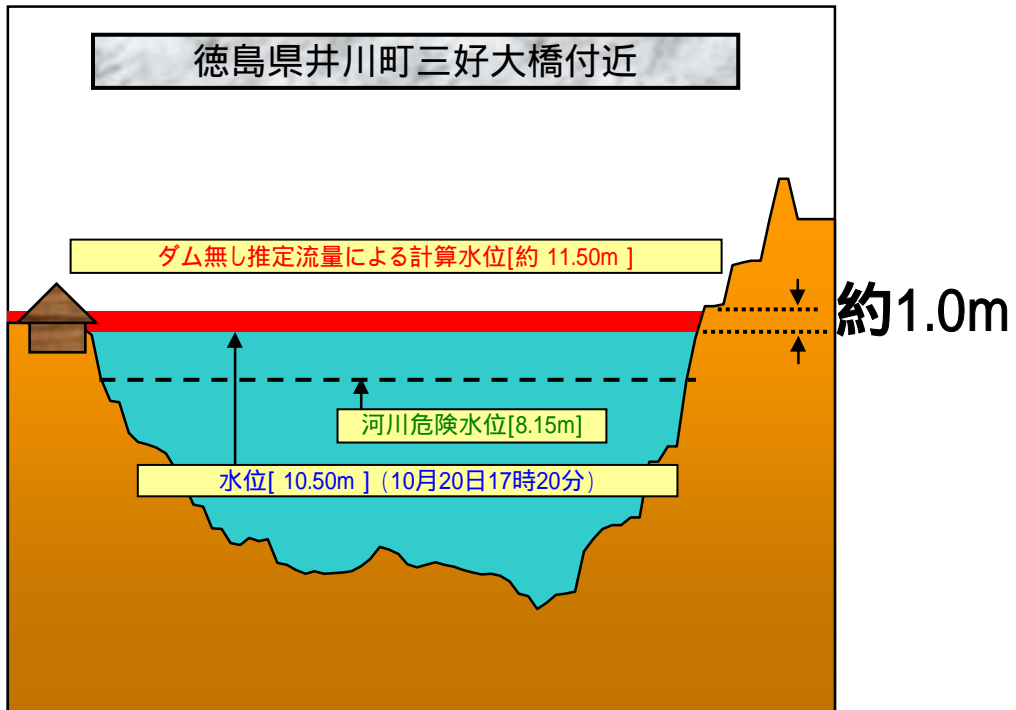 徳島県井川町三好大橋付近
ダム無し推定流量による計算水位[約 11.50m ]
約1.0m
河川危険水位[8.15m]
水位[ 10.50m ] (10月20日17時20分)